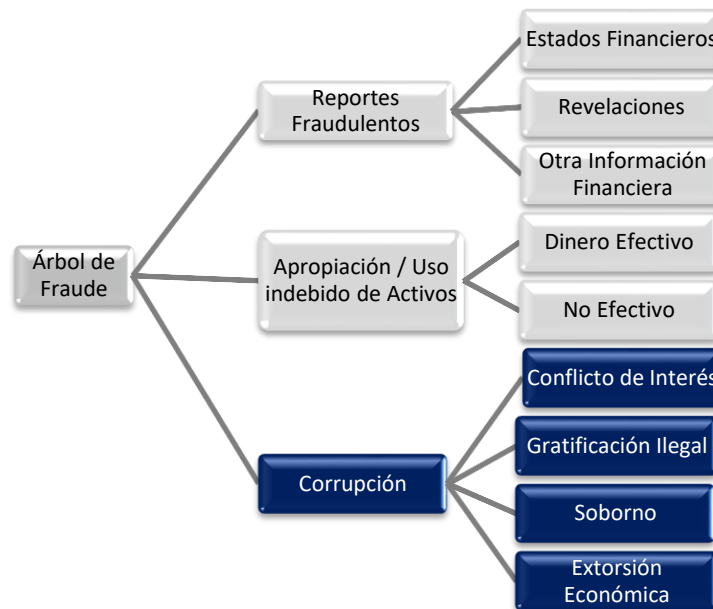 Árbol de
Fraude
Reportes
Fraudulentos
Estados Financieros
Revelaciones
Otra Información
Financiera
Apropiación / Uso
indebido de Activos
Dinero Efectivo
No Efectivo
Corrupción
Conflicto de Interés
Gratificación Ilegal
Soborno
Extorsión
Económica